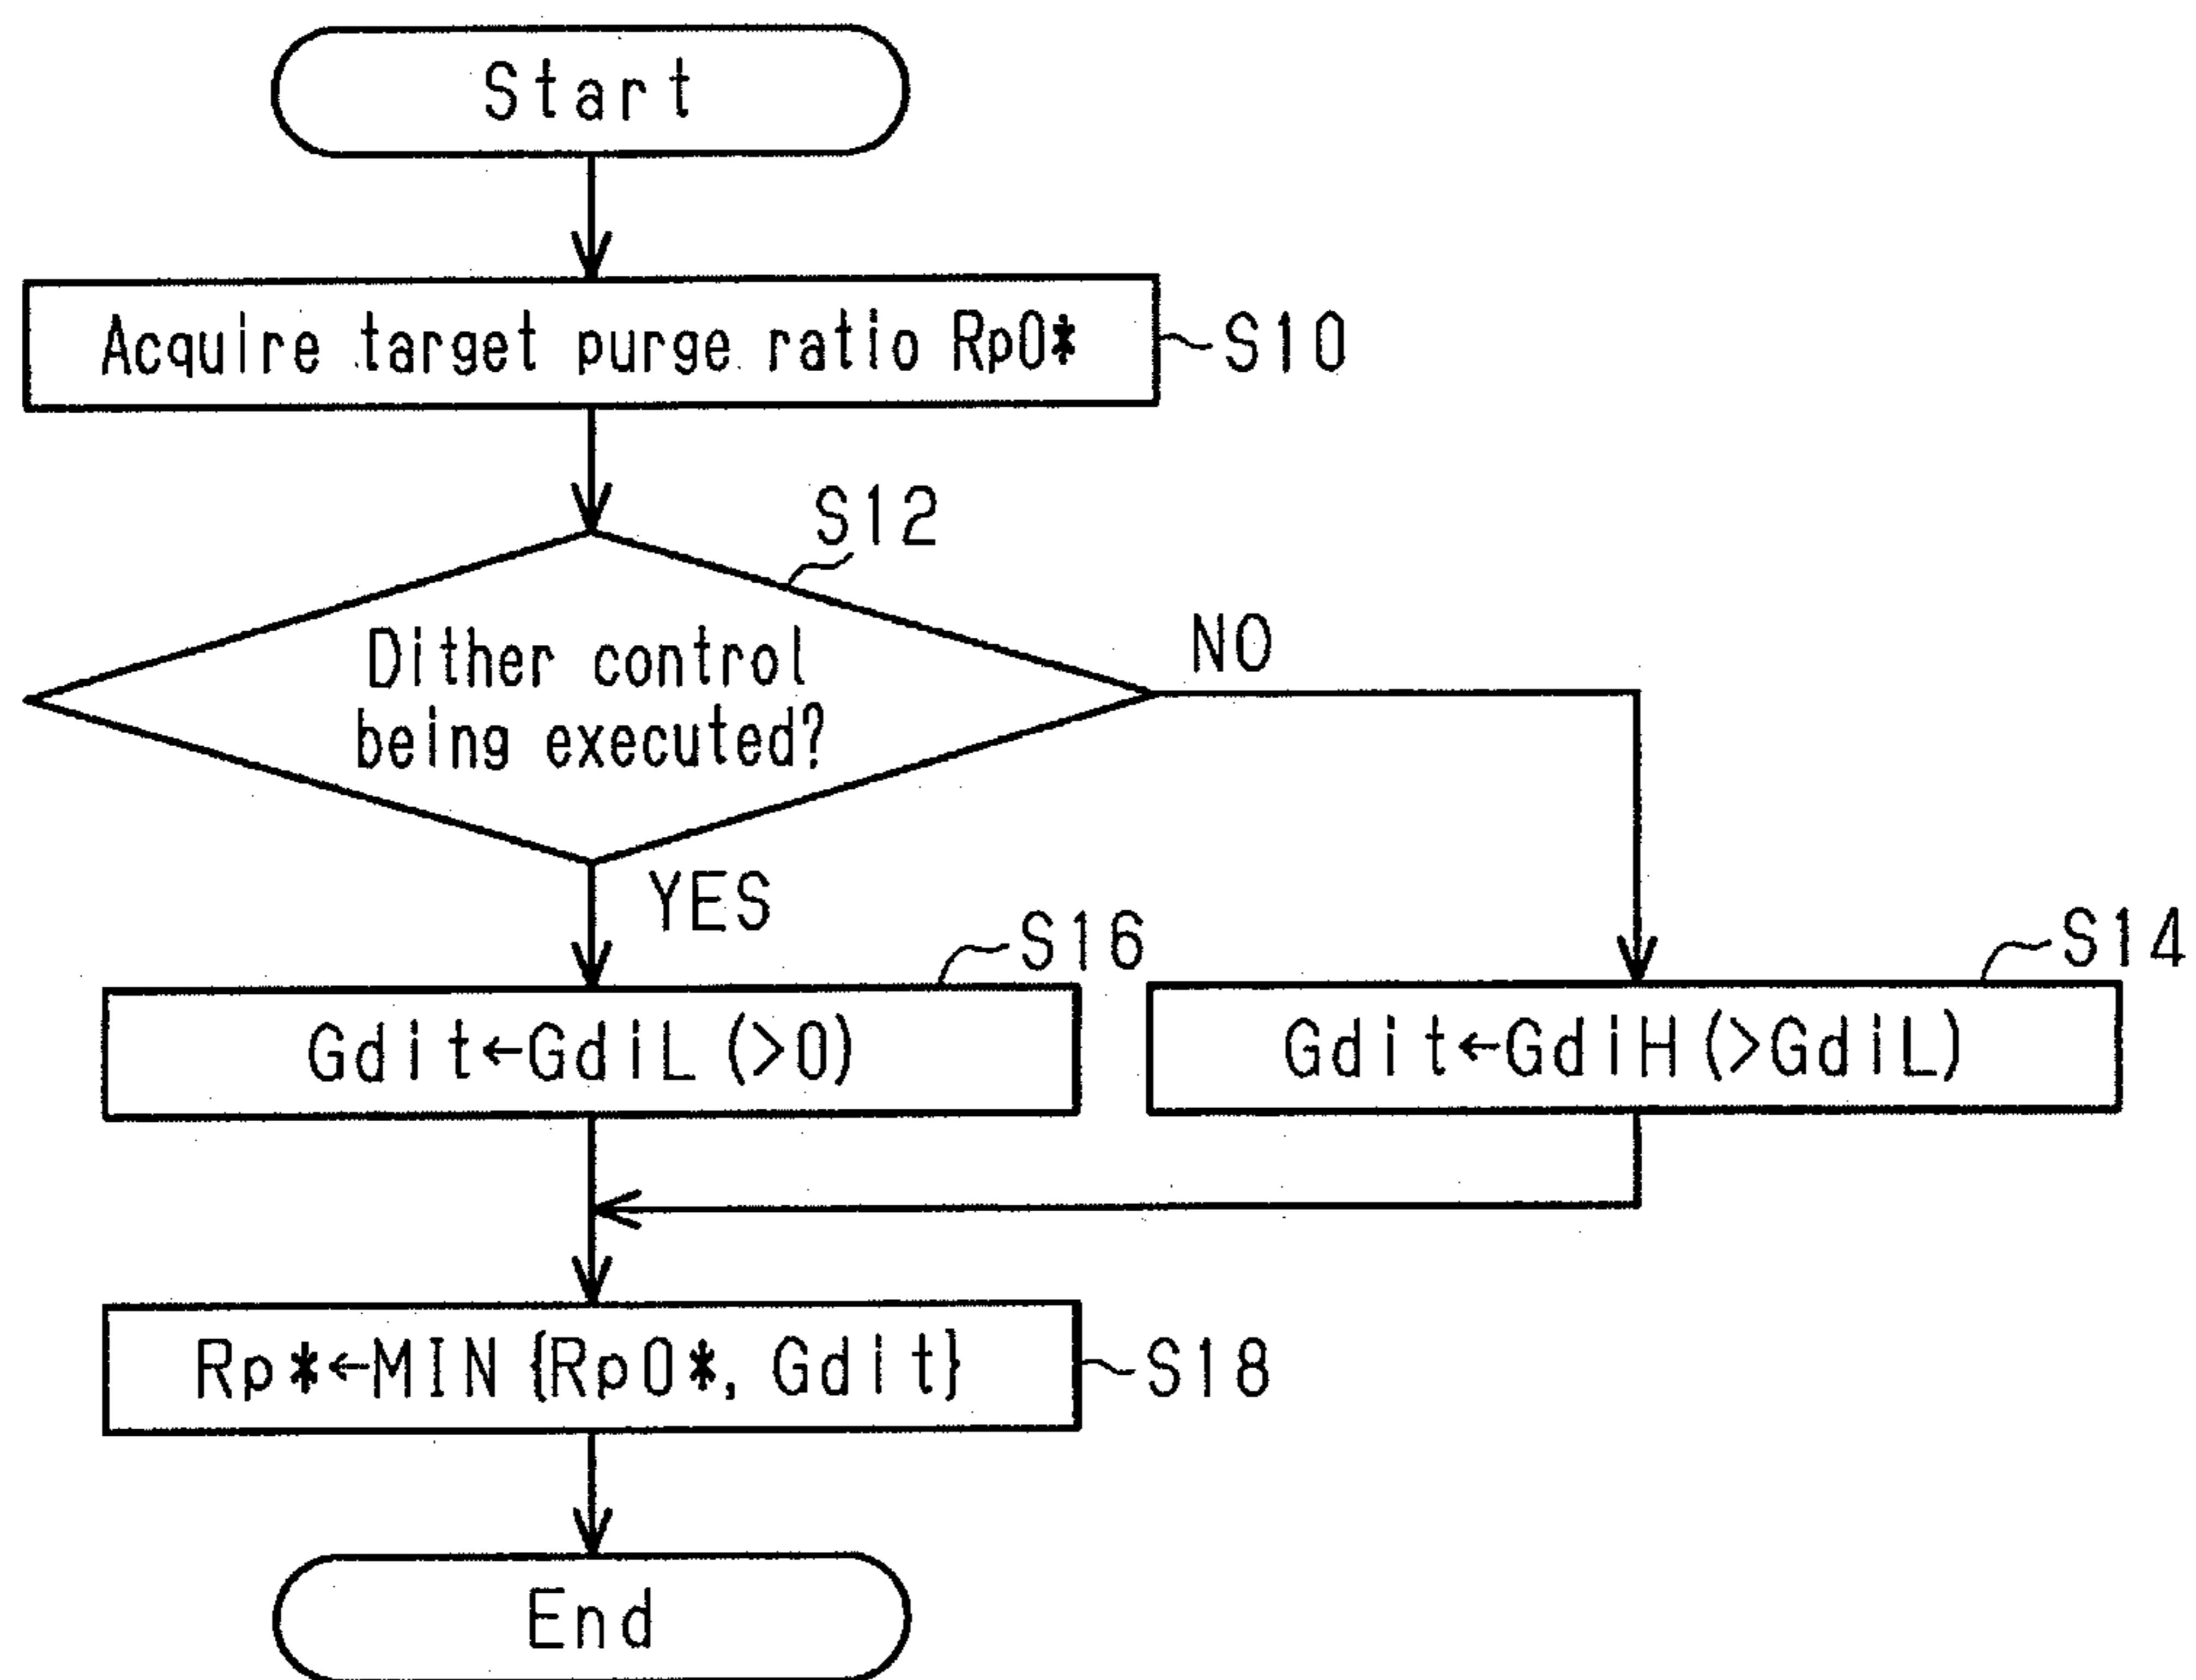 Start
Acquire target purge ratio Rp0*
S10
S12
Dither control
being executed?
NO
YES
S16
S14
Gdit←GdiL (>0)
Gdit←GdiH (>GdiL)
Rp*←MIN {Rp0*, Gdit}
S18
End